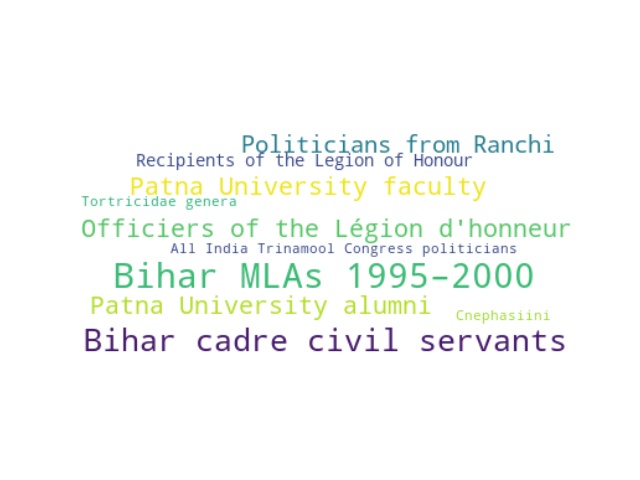 Politicians from Ranchi
Recipients of the Legion of Honour
Patna University faculty
Tortricidae genera
Officiers of the Légion d'honneur
All India Trinamool Congress politicians
Bihar MLAs 1995–2000
Patna University alumni
Cnephasiini
Bihar cadre civil servants